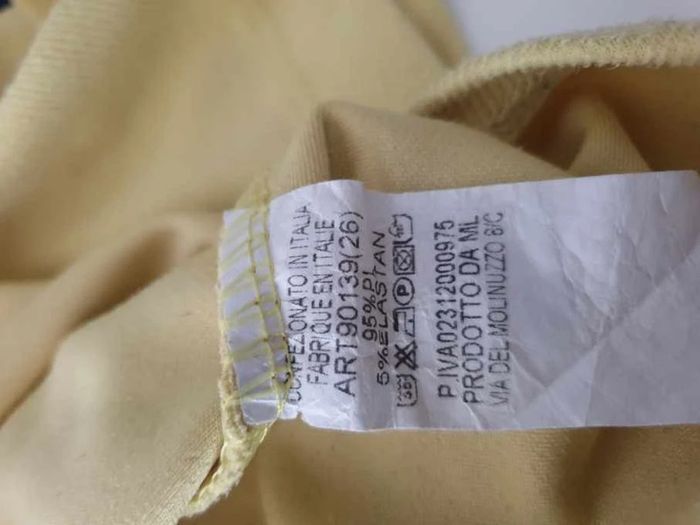 CONFEZIONATO IN ITALIA
FABRIQUE EN ITALIE
ART90139(26)
95%PL
5%ELASTAN
P.IVA02312000975
PRODOTTO DA ML
VIA DEL MOLINUZZO 8/C